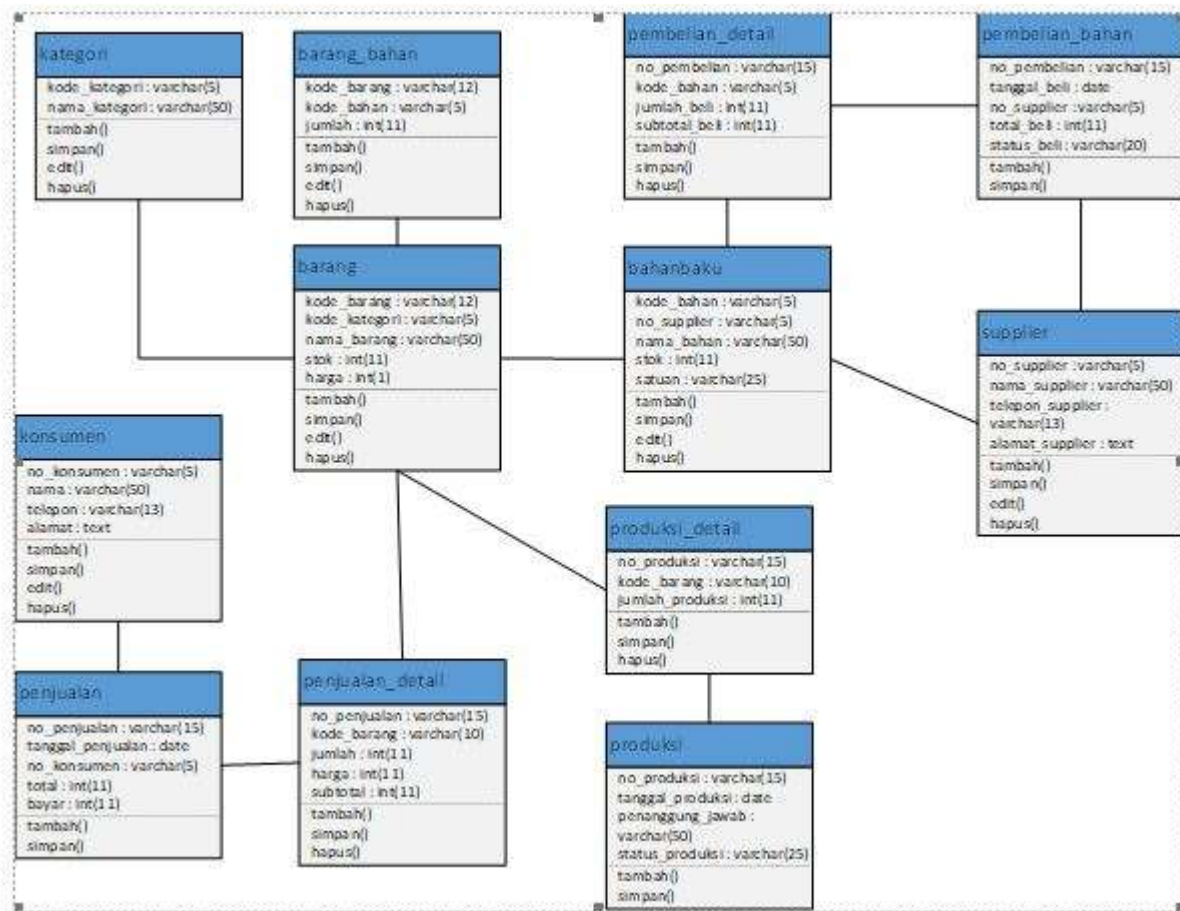 kategori
kode_kategori : varchar(5)
nama_kategori : varchar(50)
tambah()
simpan()
edit()
hapus()
barang_bahan
kode_barang : varchar(12)
kode_bahan : varchar(5)
jumlah : int(11)
tambah()
simpan()
edit()
hapus()
pembelian_detail
no_pembelian : varchar(15)
kode_bahan : varchar(5)
jumlah_beli : int(11)
subtotal_beli : int(11)
tambah()
simpan()
hapus()
pembelian_bahan
no_pembelian : varchar(15)
tanggal_beli : date
no_supplier : varchar(5)
total_beli : int(11)
status_beli : varchar(20)
tambah()
simpan()
barang
kode_barang : varchar(12)
kode_kategori : varchar(5)
nama_barang : varchar(50)
stok : int(11)
harga : int(1)
tambah()
simpan()
edit()
hapus()
bahanbaku
kode_bahan : varchar(5)
no_supplier : varchar(5)
nama_bahan : varchar(50)
stok : int(11)
satuan : varchar(25)
tambah()
simpan()
edit()
hapus()
supplier
no_supplier : varchar(5)
nama_supplier : varchar(50)
telepon_supplier :
varchar(13)
alamat_supplier : text
tambah()
simpan()
edit()
hapus()
konsumen
no_konsumen : varchar(5)
nama : varchar(50)
telepon : varchar(13)
alamat : text
tambah()
simpan()
edit()
hapus()
produksi_detail
no_produksi : varchar(15)
kode_barang : varchar(10)
jumlah_produksi : int(11)
tambah()
simpan()
hapus()
penjualan
no_penjualan : varchar(15)
tanggal_penjualan : date
no_konsumen : varchar(5)
total : int(11)
bayar : int(11)
tambah()
simpan()
penjualan_detail
no_penjualan : varchar(15)
kode_barang : varchar(10)
jumlah : int(11)
harga : int(11)
subtotal : int(11)
tambah()
simpan()
hapus()
produksi
no_produksi : varchar(15)
tanggal_produksi : date
penanggung_jawab :
varchar(50)
status_produksi : varchar(25)
tambah()
simpan()